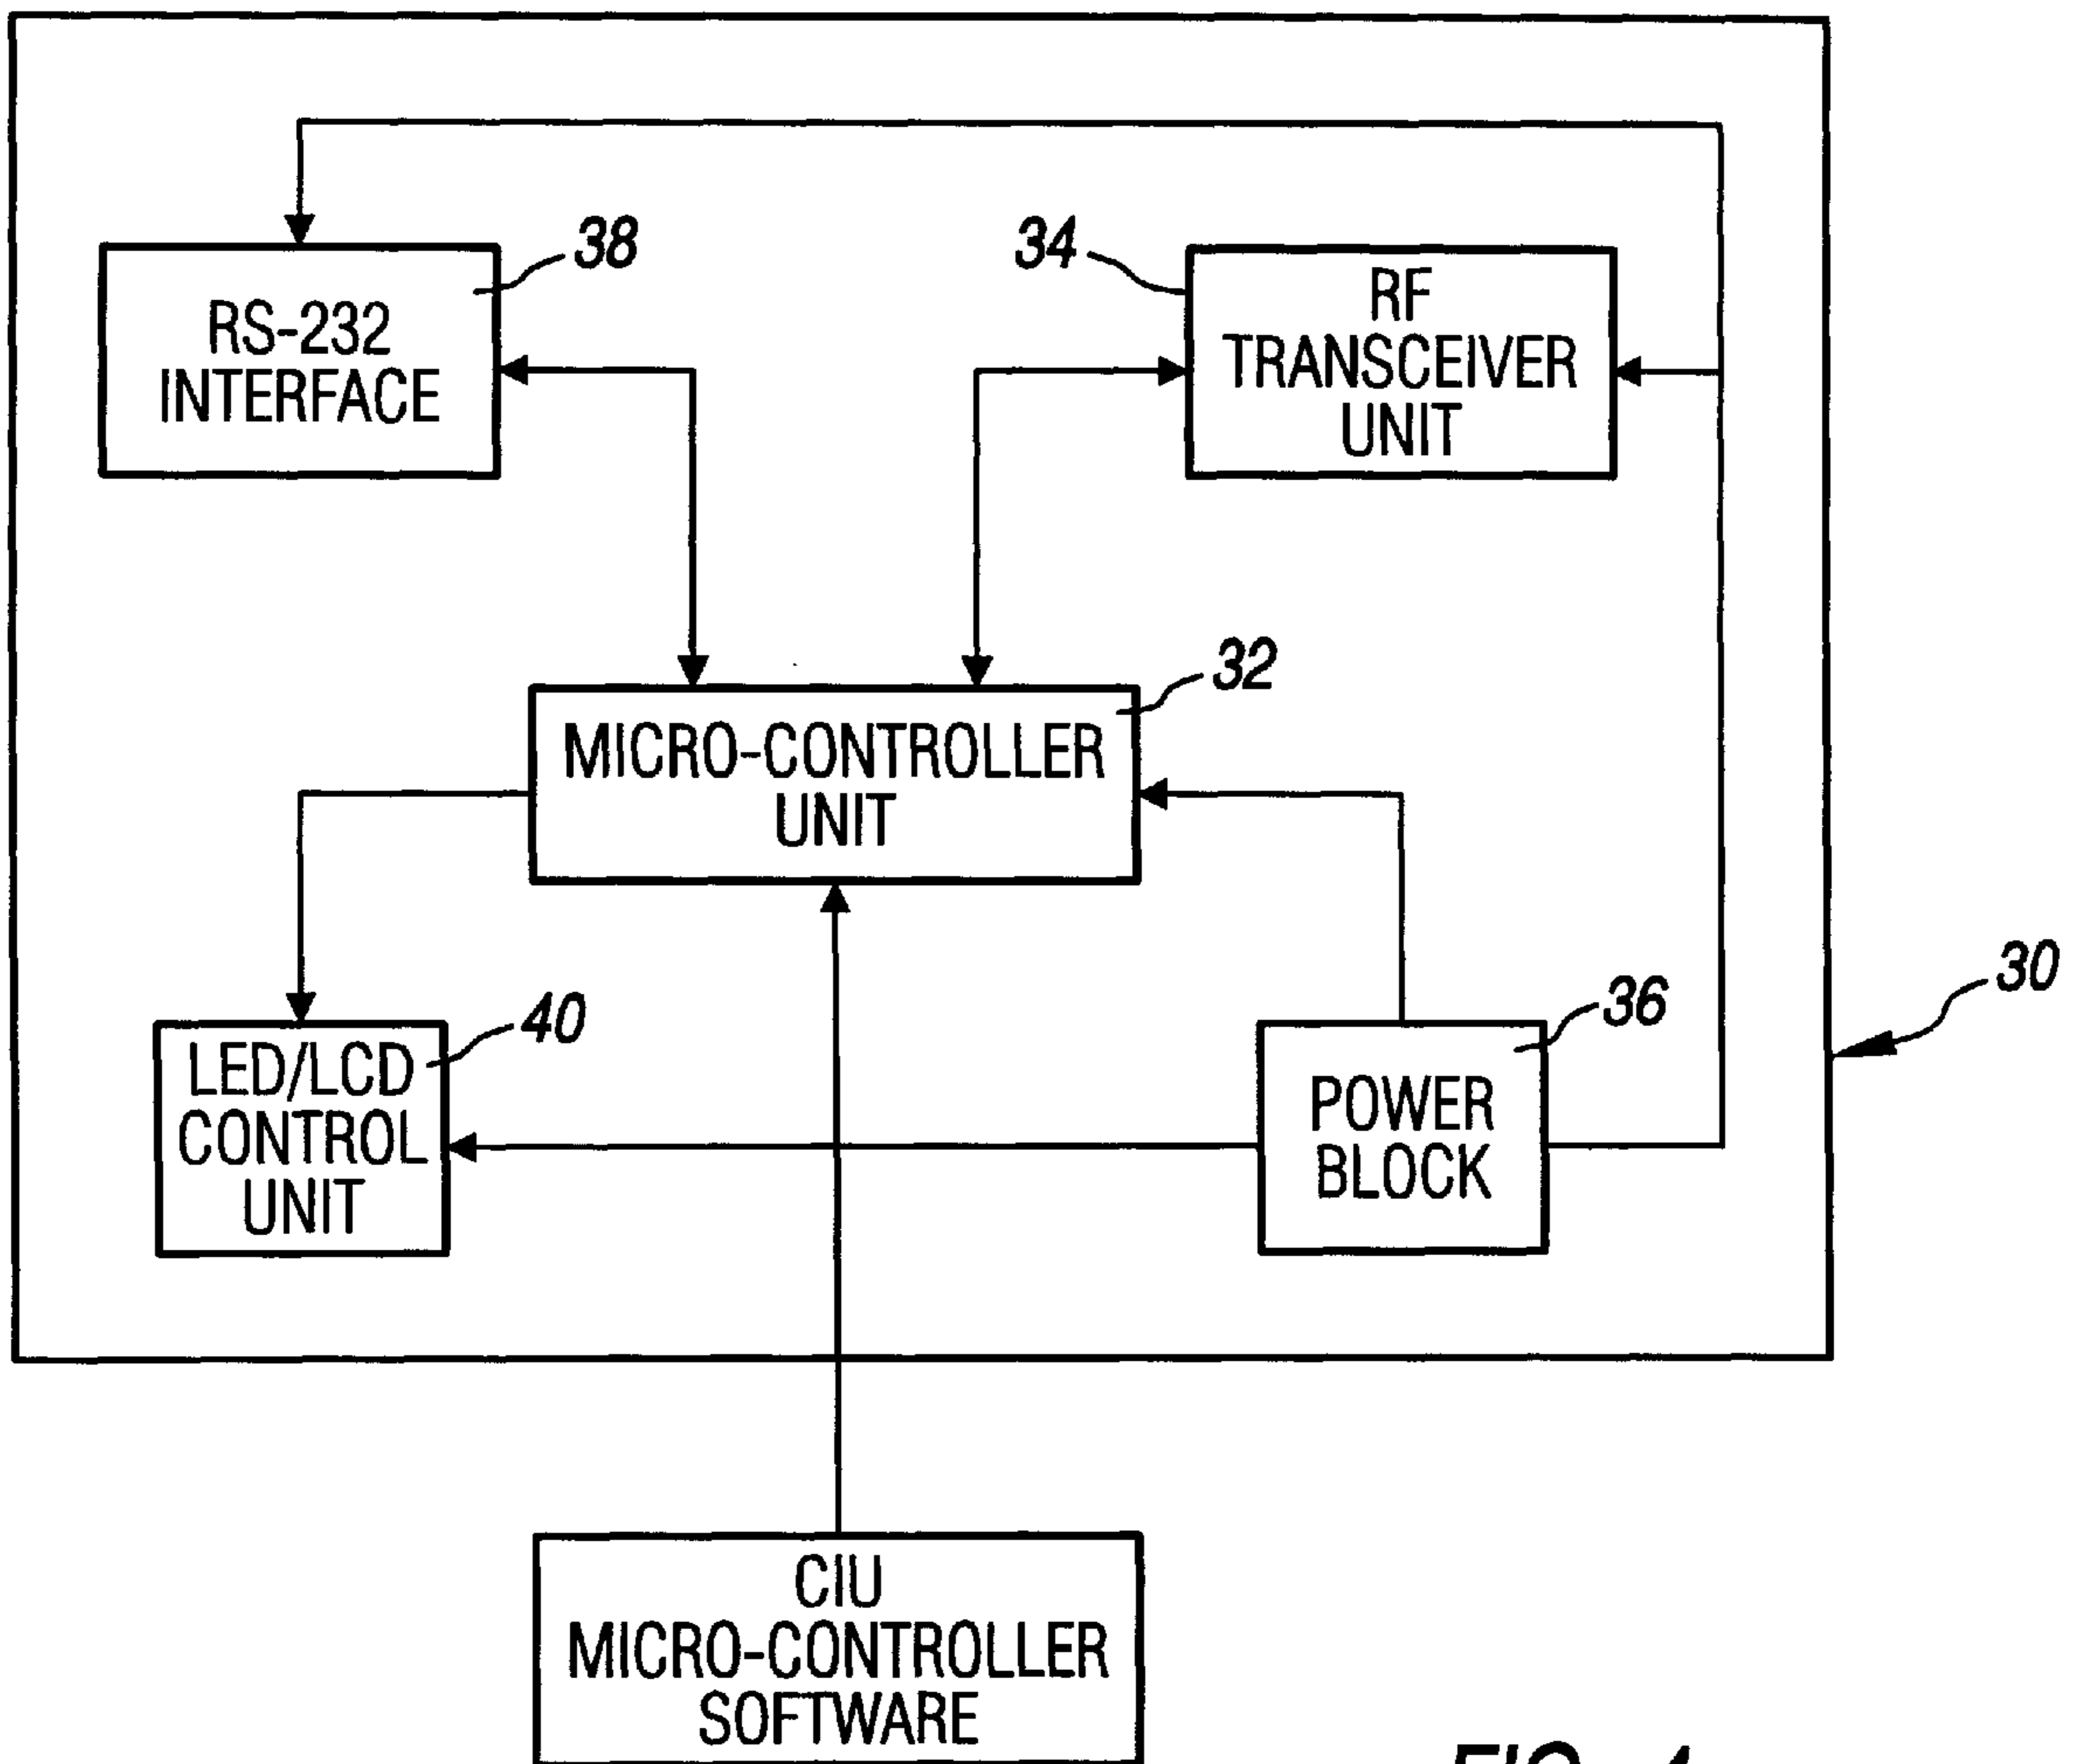 38
RS-232
INTERFACE
34
RF
TRANSCEIVER
UNIT
32
MICRO-CONTROLLER
UNIT
30
40
LED/LCD
CONTROL
UNIT
36
POWER
BLOCK
CIU
MICRO-CONTROLLER
SOFTWARE